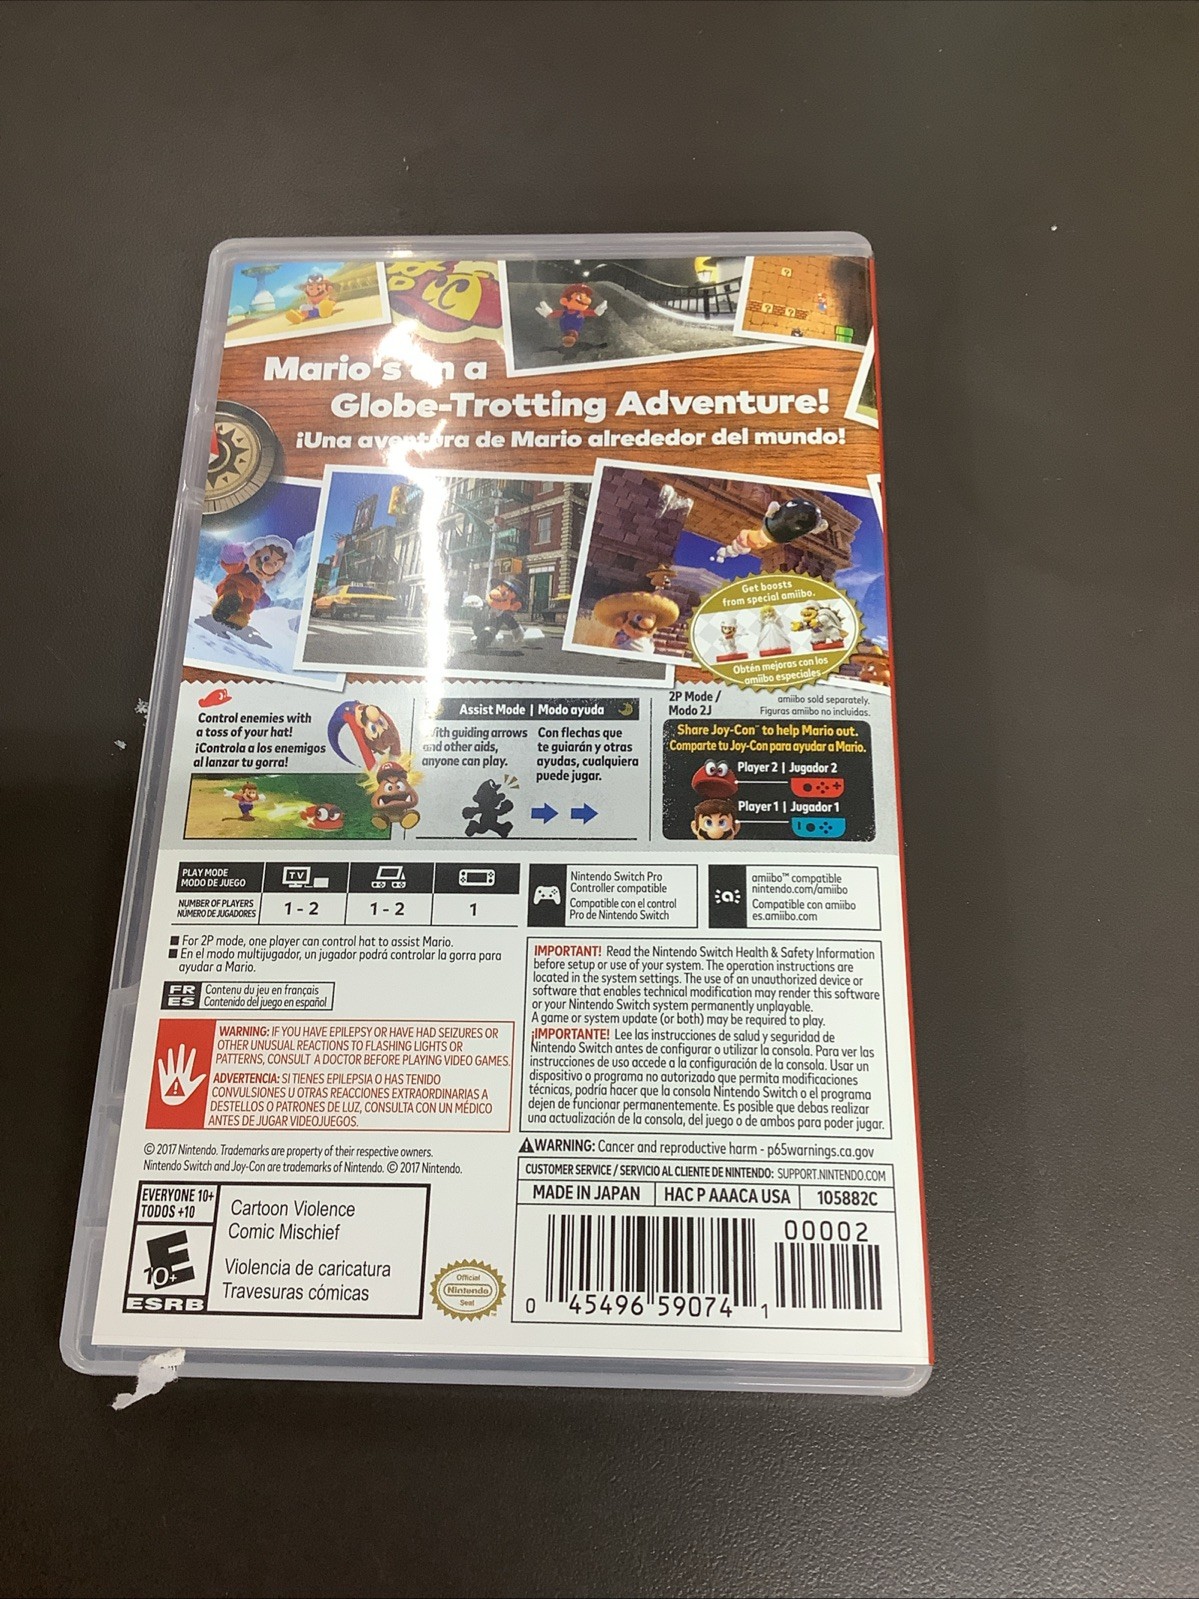 Mario's on a
Globe-Trotting Adventure!
¡Una aventura de Mario alrededor del mundo!
Get boosts
from special amiibo.
Obtén mejoras con los
amiibo especiales
amiibo sold separately.
Figuras amiibo no incluidas.
Control enemies with
a toss of your hat!
¡Controla a los enemigos
al lanzar tu gorra!
Assist Mode | Modo ayuda
With guiding arrows
and other aids,
anyone can play.
Con flechas que
te guiarán y otras
ayudas, cualquiera
puede jugar.
2P Mode /
Modo 2J
Share Joy-Con™ to help Mario out.
Comparte tu Joy-Con para ayudar a Mario.
Player 2 | Jugador 2
Player 1 | Jugador 1
PLAY MODE
MODO DE JUEGO
TV
NUMBER OF PLAYERS
NÚMERO DE JUGADORES
1 - 2
1 - 2
1
Nintendo Switch Pro
Controller compatible
Compatible con el control
Pro de Nintendo Switch
amiibo™ compatible
nintendo.com/amiibo
Compatible con amiibo
es.amiibo.com
For 2P mode, one player can control hat to assist Mario.
En el modo multijugador, un jugador podrá controlar la gorra para
ayudar a Mario.
FR Contenu du jeu en français
ES Contenido del juego en español
WARNING: IF YOU HAVE EPILEPSY OR HAVE HAD SEIZURES OR
OTHER UNUSUAL REACTIONS TO FLASHING LIGHTS OR
PATTERNS, CONSULT A DOCTOR BEFORE PLAYING VIDEO GAMES.
ADVERTENCIA: SI TIENES EPILEPSIA O HAS TENIDO
CONVULSIONES U OTRAS REACCIONES EXTRAORDINARIAS A
DESTELLOS O PATRONES DE LUZ, CONSULTA CON UN MÉDICO
ANTES DE JUGAR VIDEOJUEGOS.
IMPORTANT! Read the Nintendo Switch Health & Safety Information
before setup or use of your system. The operation instructions are
located in the system settings. The use of an unauthorized device or
software that enables technical modification may render this software
or your Nintendo Switch system permanently unplayable.
A game or system update (or both) may be required to play.
¡IMPORTANTE! Lee las instrucciones de salud y seguridad de
Nintendo Switch antes de configurar o utilizar la consola. Para ver las
instrucciones de uso accede a la configuración de la consola. Usar un
dispositivo o programa no autorizado que permita modificaciones
técnicas, podría hacer que la consola Nintendo Switch o el programa
dejen de funcionar permanentemente. Es posible que debas realizar
una actualización de la consola, del juego o de ambos para poder jugar.
© 2017 Nintendo. Trademarks are property of their respective owners.
Nintendo Switch and Joy-Con are trademarks of Nintendo. © 2017 Nintendo.
WARNING: Cancer and reproductive harm - p65warnings.ca.gov
CUSTOMER SERVICE / SERVICIO AL CLIENTE DE NINTENDO: SUPPORT.NINTENDO.COM
MADE IN JAPAN
HAC P AAACA USA
105882C
EVERYONE 10+
TODOS +10
E
10+
ESRB
Cartoon Violence
Comic Mischief
Violencia de caricatura
Travesuras cómicas
Official
Nintendo
Seal
00002
0 45496 59074 1